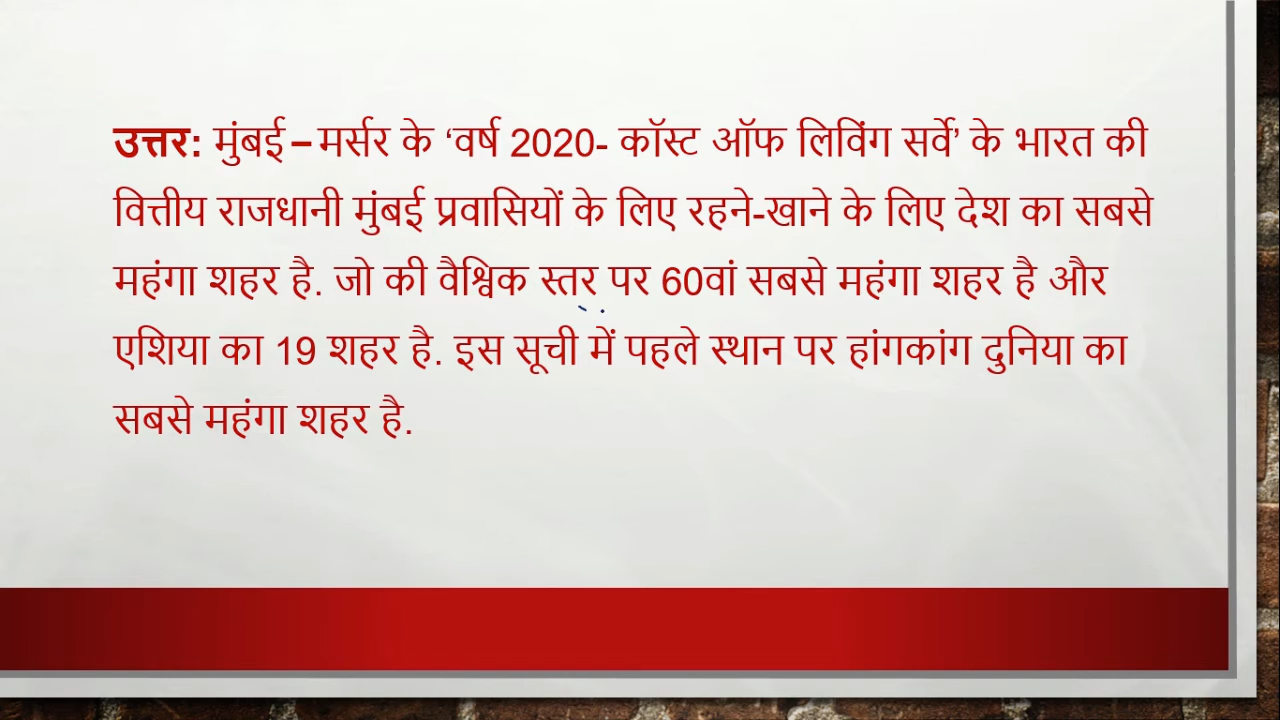 उत्तर: मुंबई – मर्सर के ‘वर्ष 2020- कॉस्ट ऑफ लिविंग सर्वे’ के भारत की
वित्तीय राजधानी मुंबई प्रवासियों के लिए रहने-खाने के लिए देश का सबसे
महंगा शहर है. जो की वैश्विक स्तर पर 60वां सबसे महंगा शहर है और
एशिया का 19 शहर है. इस सूची में पहले स्थान पर हांगकांग दुनिया का
सबसे महंगा शहर है.